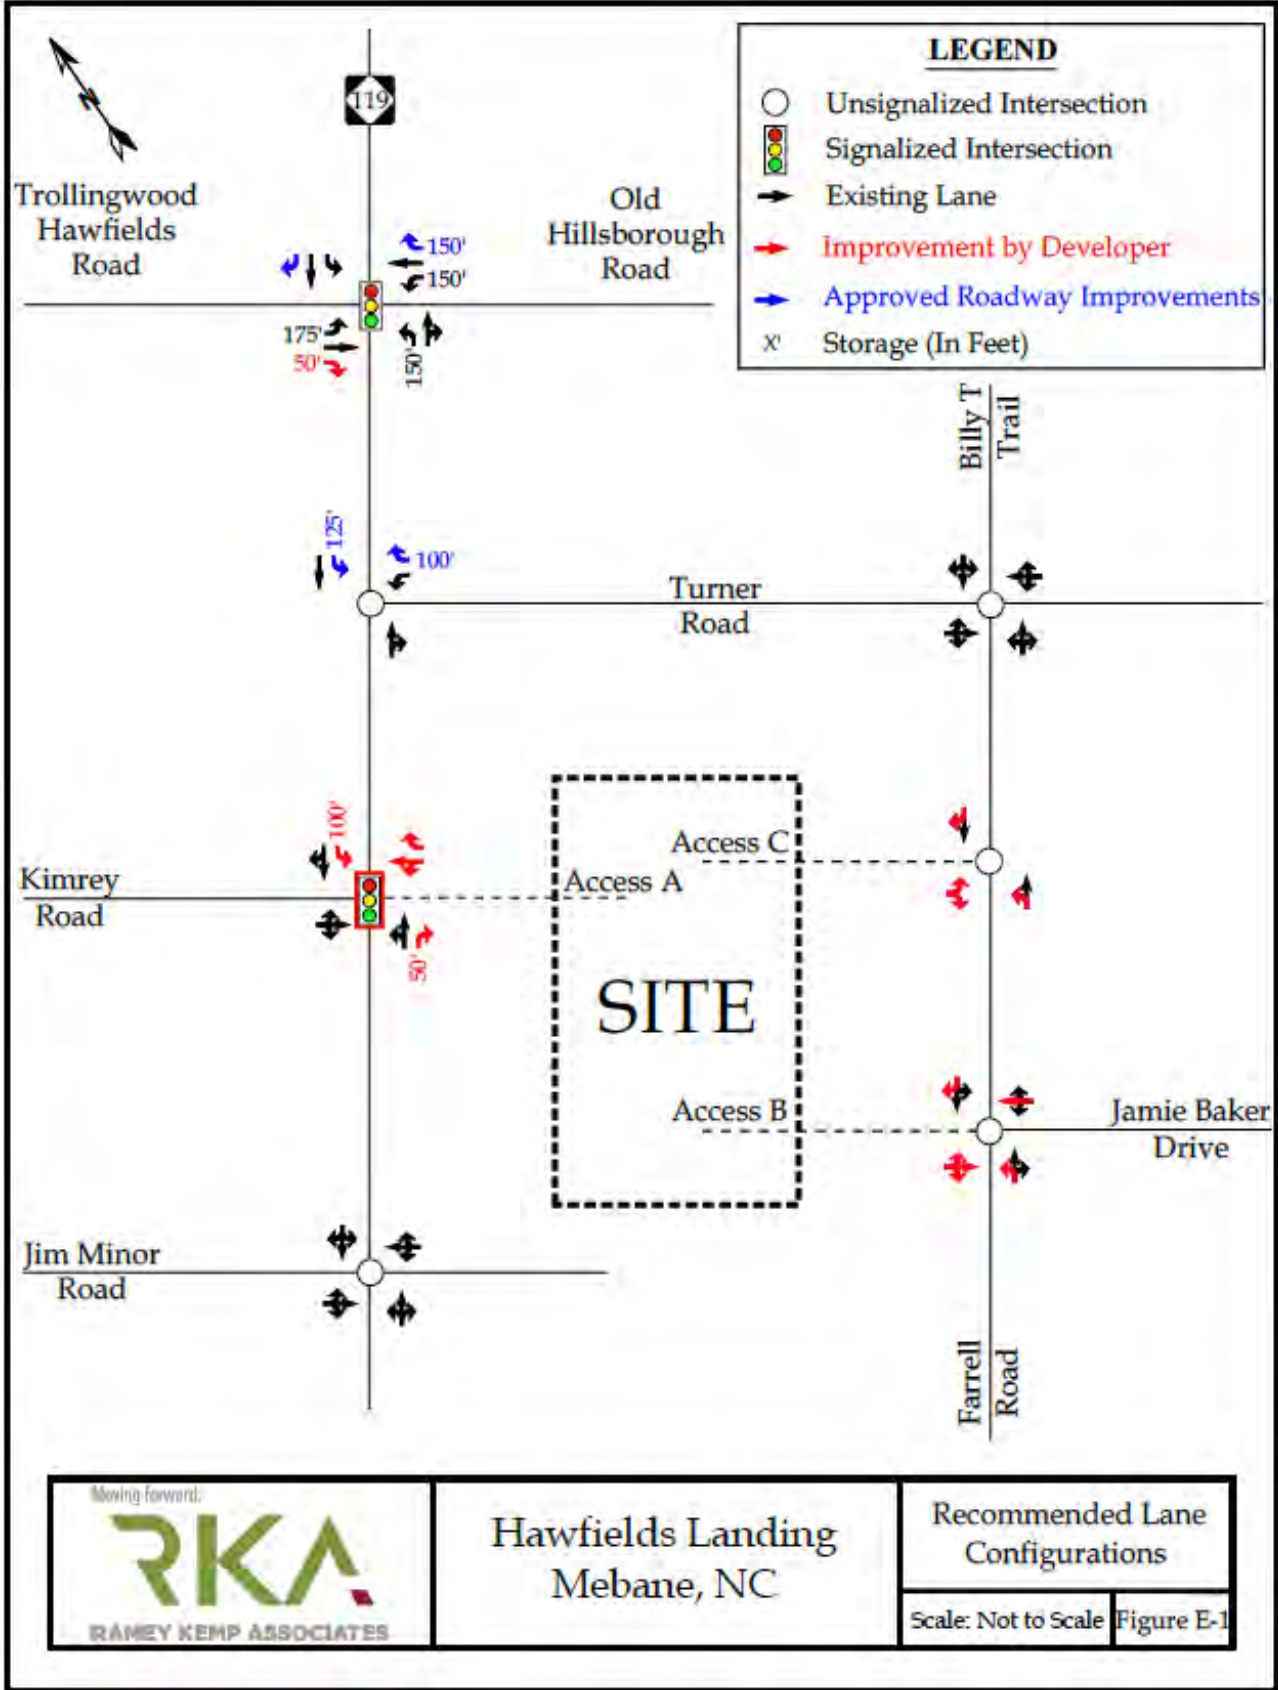 LEGEND
Unsignalized Intersection
Signalized Intersection
Existing Lane
Improvement by Developer
Approved Roadway Improvements
X' Storage (In Feet)
N
119
Trollingwood
Hawfields
Road
Old
Hillsborough
Road
150'
150'
175'
50'
150'
Billy T
Trail
125'
100'
Turner
Road
100'
Kimrey
Road
50'
Access C
Access A
SITE
Access B
Jamie Baker
Drive
Jim Minor
Road
Farrell
Road
Moving forward.
RKA
RAMEY KEMP ASSOCIATES
Hawfields Landing
Mebane, NC
Recommended Lane
Configurations
Scale: Not to Scale
Figure E-1